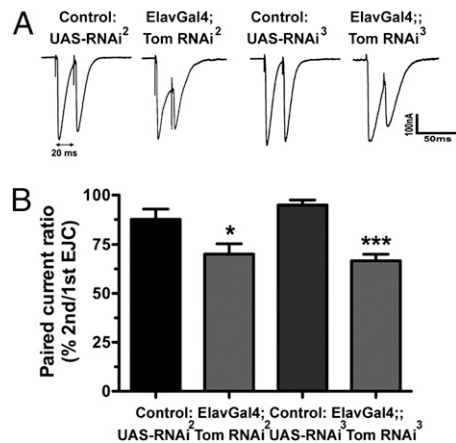 A
Control: ElavGal4; Control: ElavGal4;;
UAS-RNAi² Tom RNAi² UAS-RNAi³ Tom RNAi³
20 ms
100nA
50ms
B
Paired current ratio
(% 2nd/1st EJC)
100
75
50
25
0
*
***
Control: ElavGal4; Control: ElavGal4;;
UAS-RNAi² Tom RNAi² UAS-RNAi³ Tom RNAi³